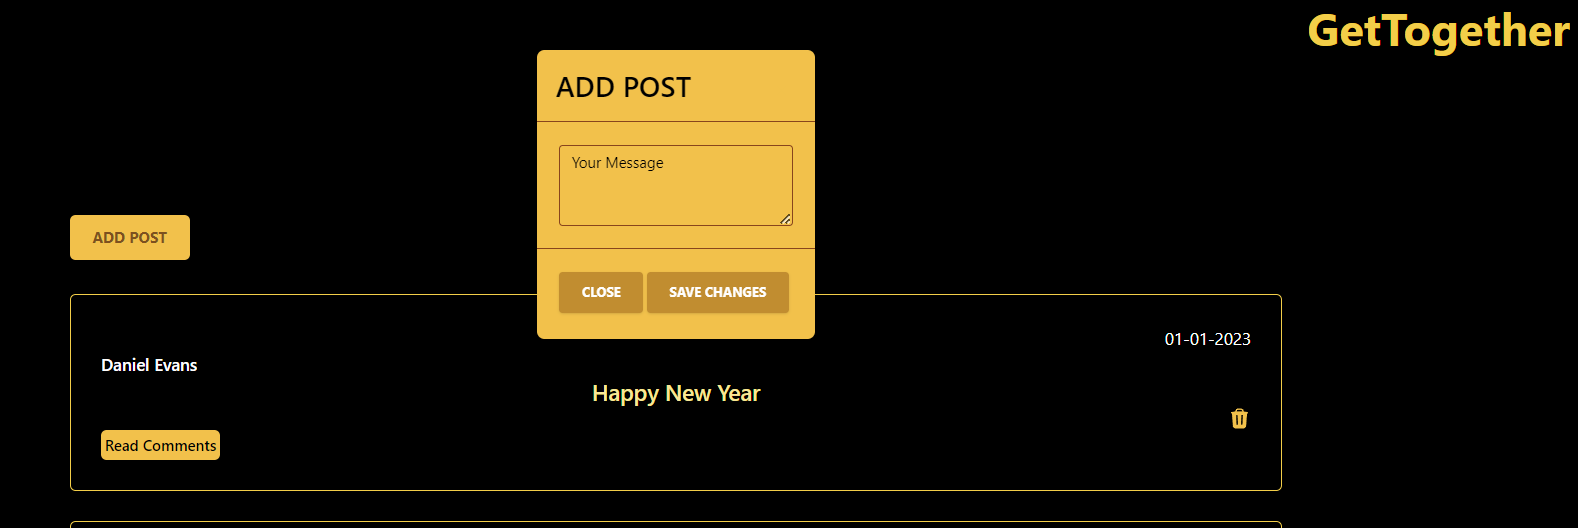 GetTogether
ADD POST
Your Message
ADD POST
CLOSE SAVE CHANGES
01-01-2023
Daniel Evans
Happy New Year
Read Comments